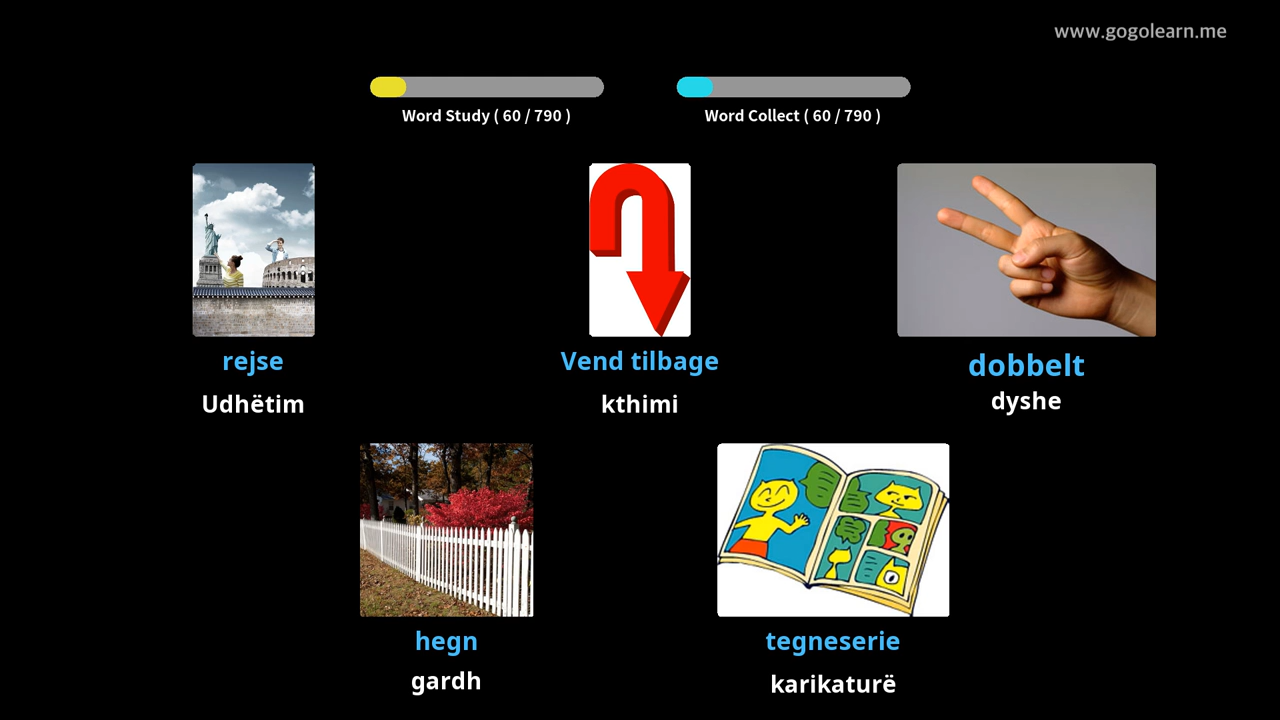 www.gogolearn.me
Word Study ( 60 / 790 )
Word Collect ( 60 / 790 )
rejse
Udhëtim
Vend tilbage
kthimi
dobbelt
dyshe
hegn
gardh
tegneserie
karikaturë